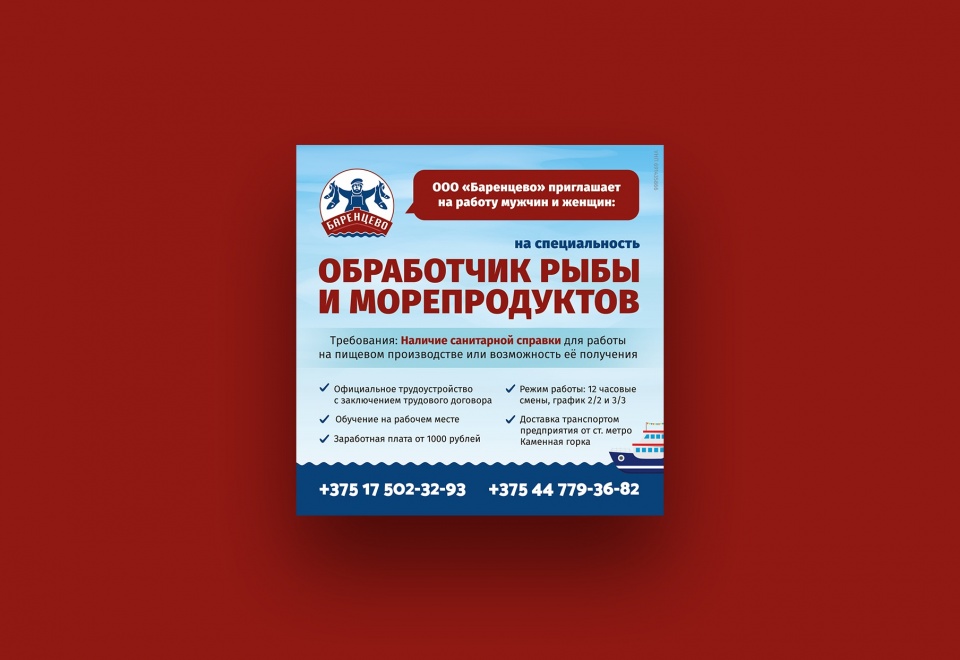 БАРЕНЦЕВО
ООО «Баренцево» приглашает
на работу мужчин и женщин:
на специальность
ОБРАБОТЧИК РЫБЫ
И МОРЕПРОДУКТОВ
Требования: Наличие санитарной справки для работы
на пищевом производстве или возможность её получения
Официальное трудоустройство
с заключением трудового договора
Обучение на рабочем месте
Заработная плата от 1000 рублей
Режим работы: 12 часовые
смены, график 2/2 и 3/3
Доставка транспортом
предприятия от ст. метро
Каменная горка
+375 17 502-32-93
+375 44 779-36-82